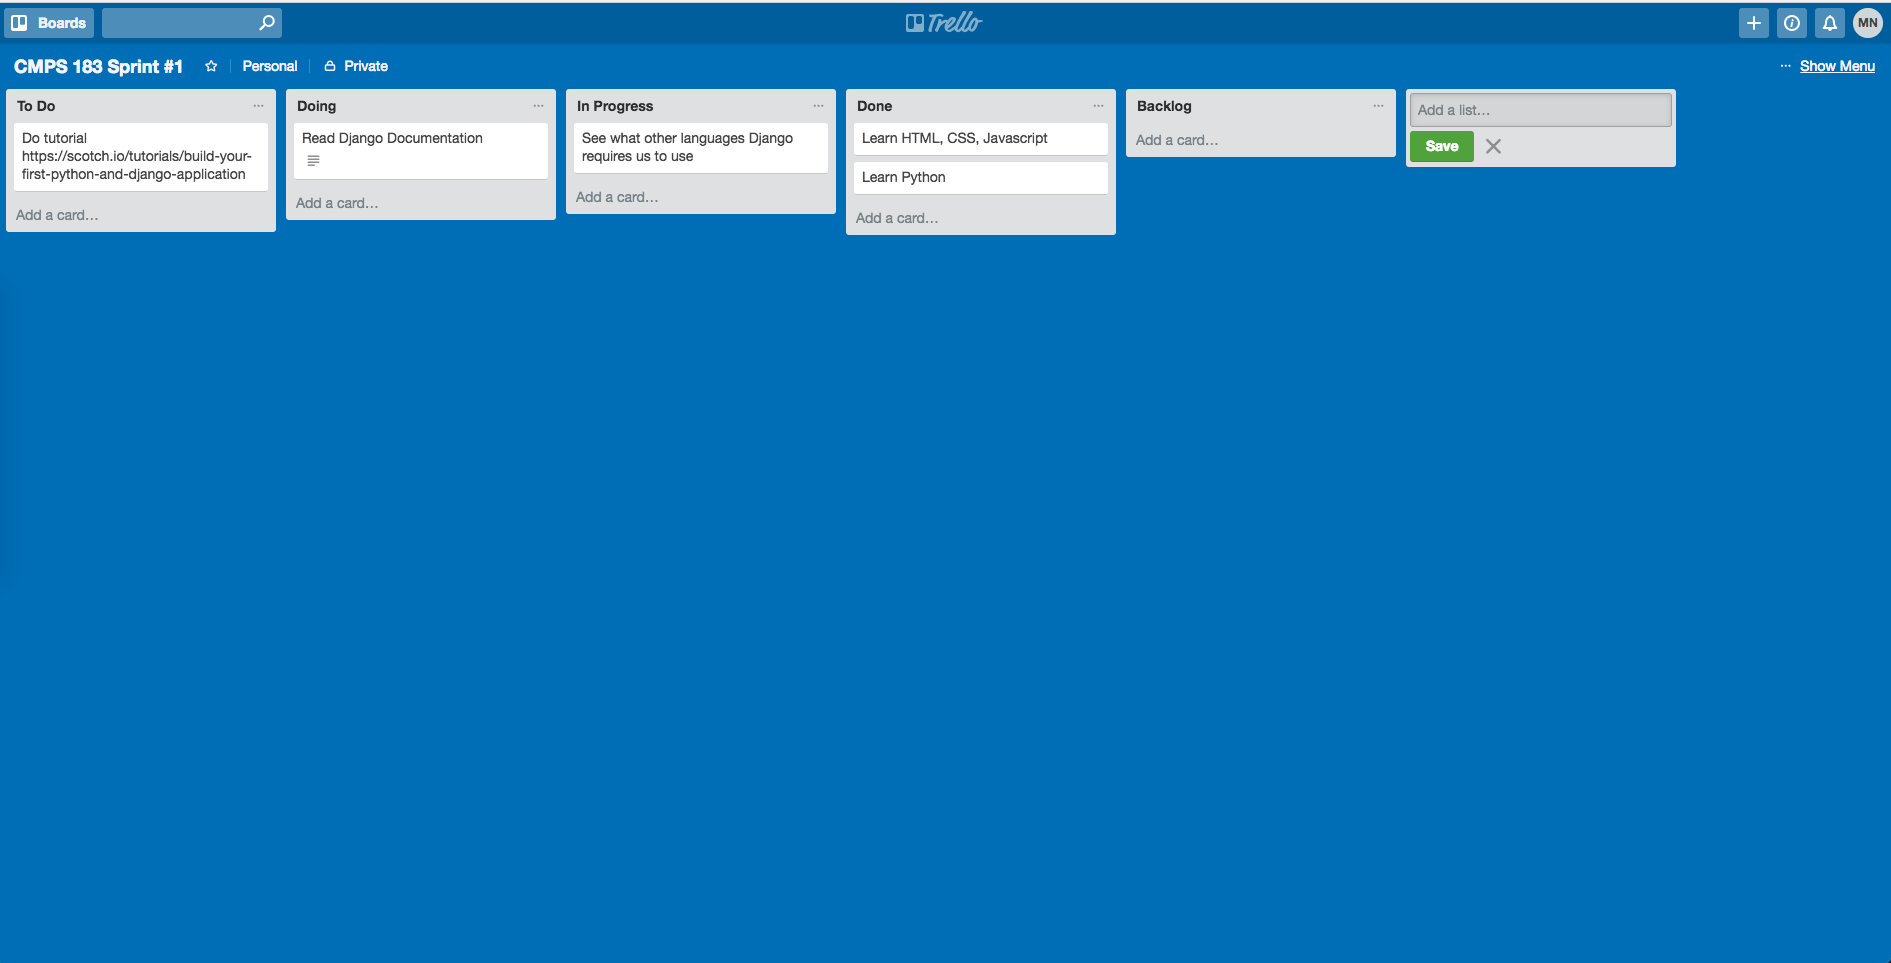 Boards
Trello
MN
CMPS 183 Sprint #1
Personal
Private
... Show Menu
To Do ...
Do tutorial
https://scotch.io/tutorials/build-your-
first-python-and-django-application
Add a card…
Doing ...
Read Django Documentation
Add a card…
In Progress ...
See what other languages Django
requires us to use
Add a card…
Done ...
Learn HTML, CSS, Javascript
Learn Python
Add a card…
Backlog ...
Add a card…
Add a list…
Save